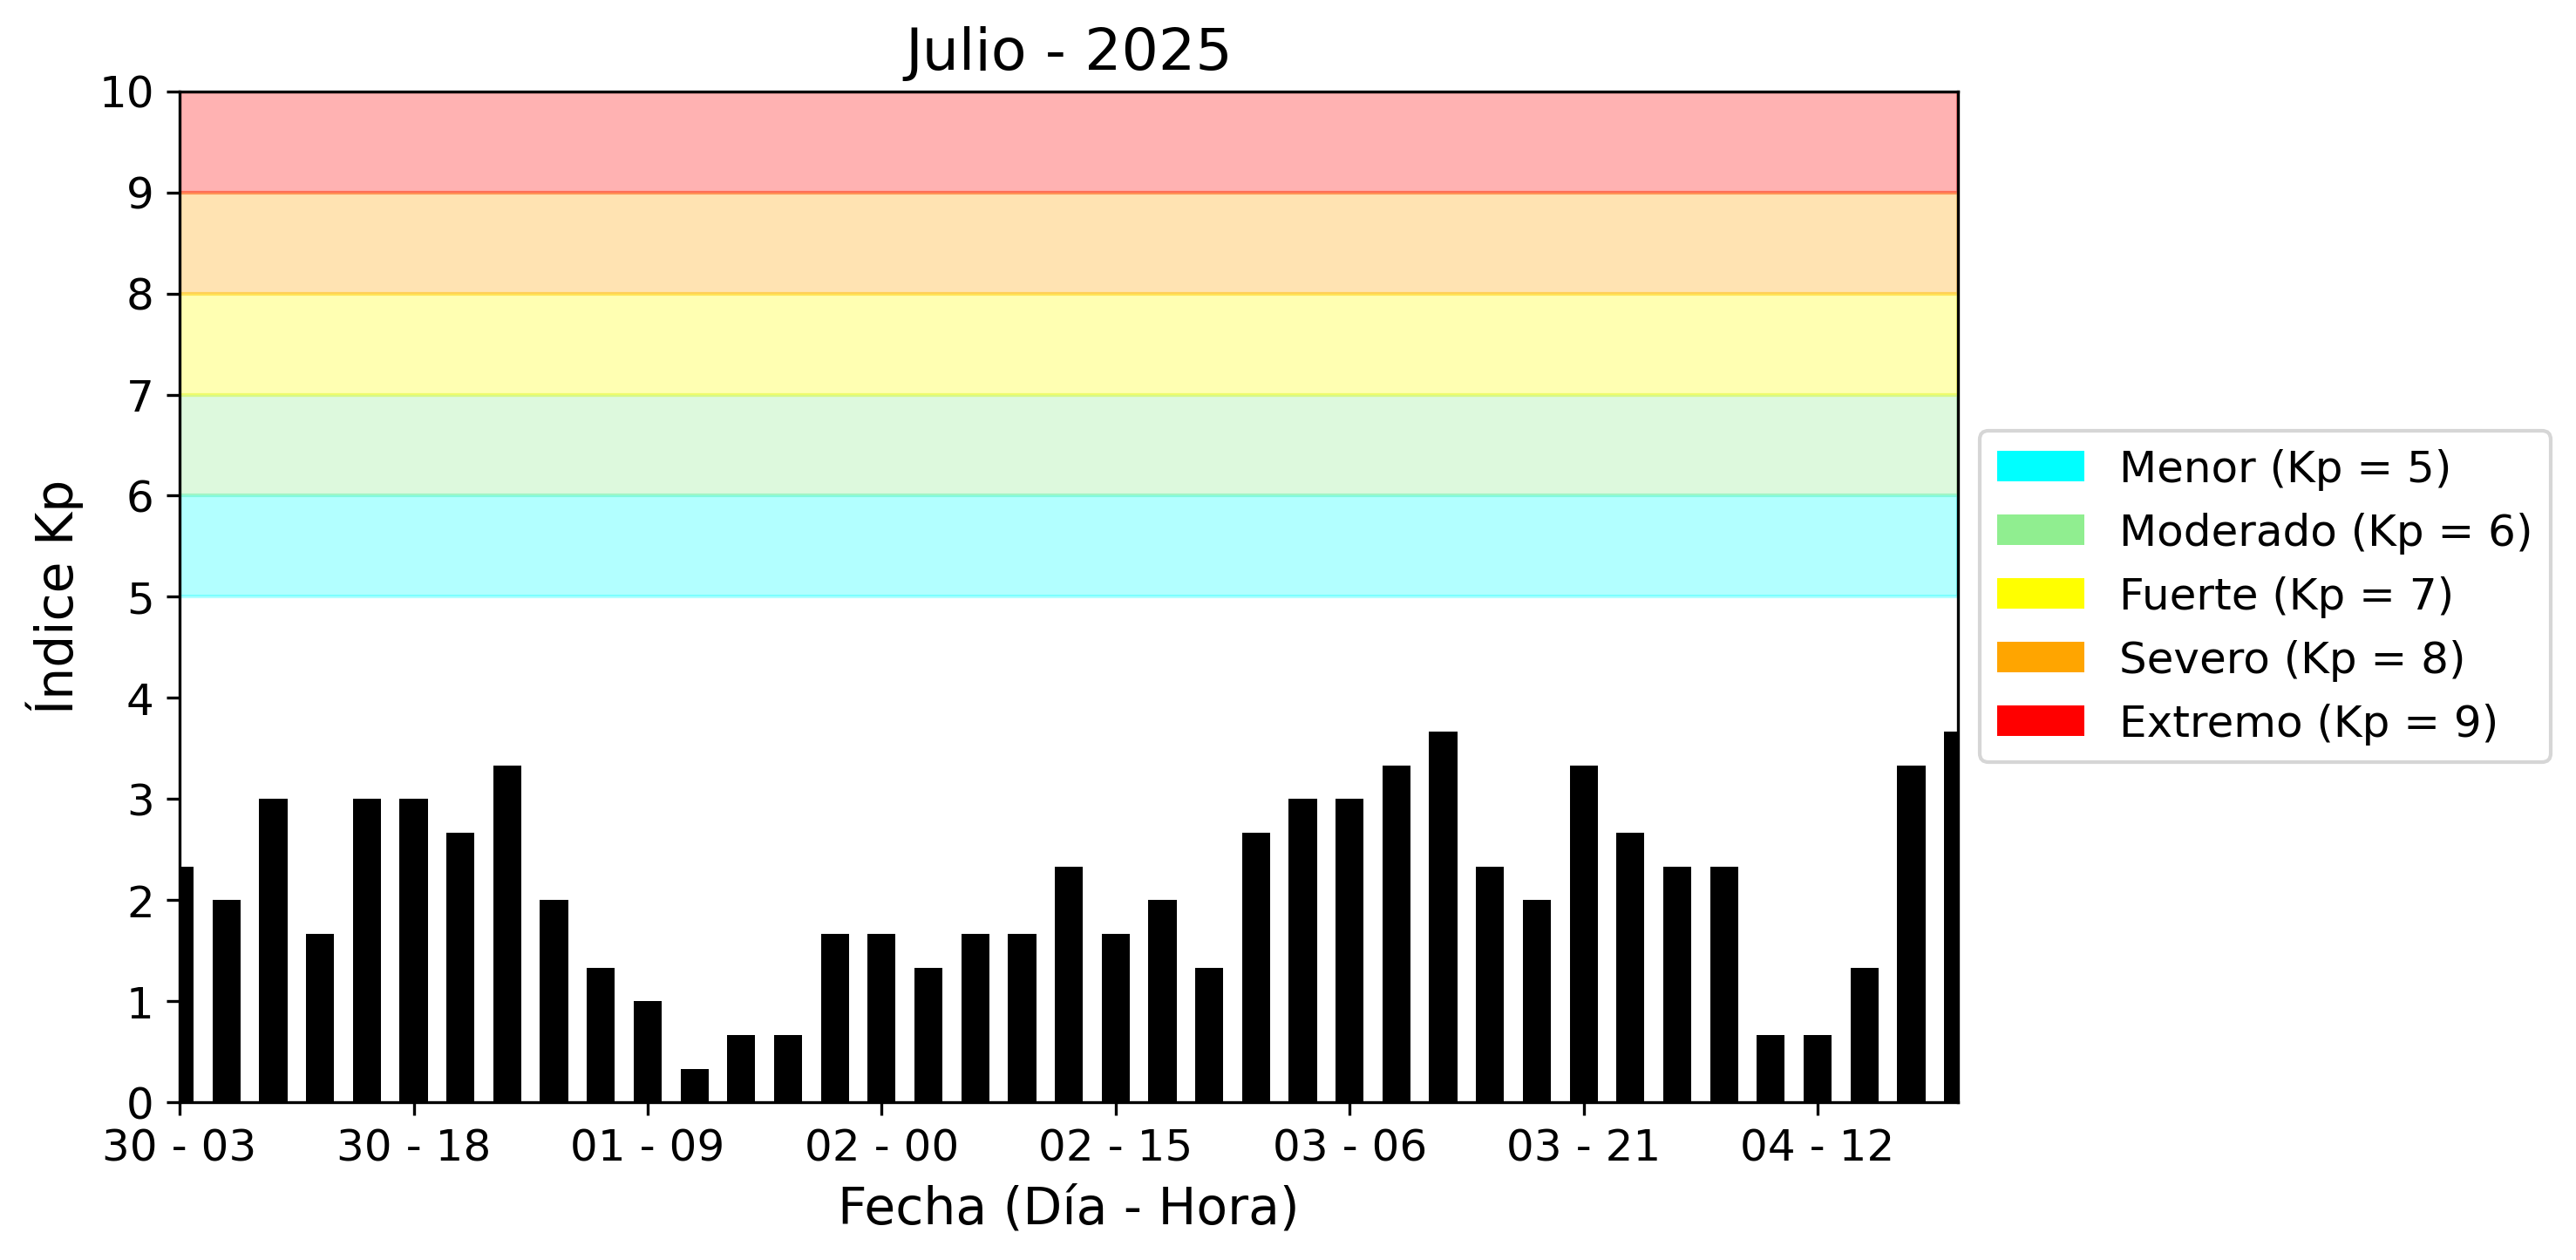 Julio - 2025
10
9
8
7
6
5
4
3
2
1
0
Índice Kp
30 - 03
30 - 18
01 - 09
02 - 00
02 - 15
03 - 06
03 - 21
04 - 12
Fecha (Día - Hora)
Menor (Kp = 5)
Moderado (Kp = 6)
Fuerte (Kp = 7)
Severo (Kp = 8)
Extremo (Kp = 9)